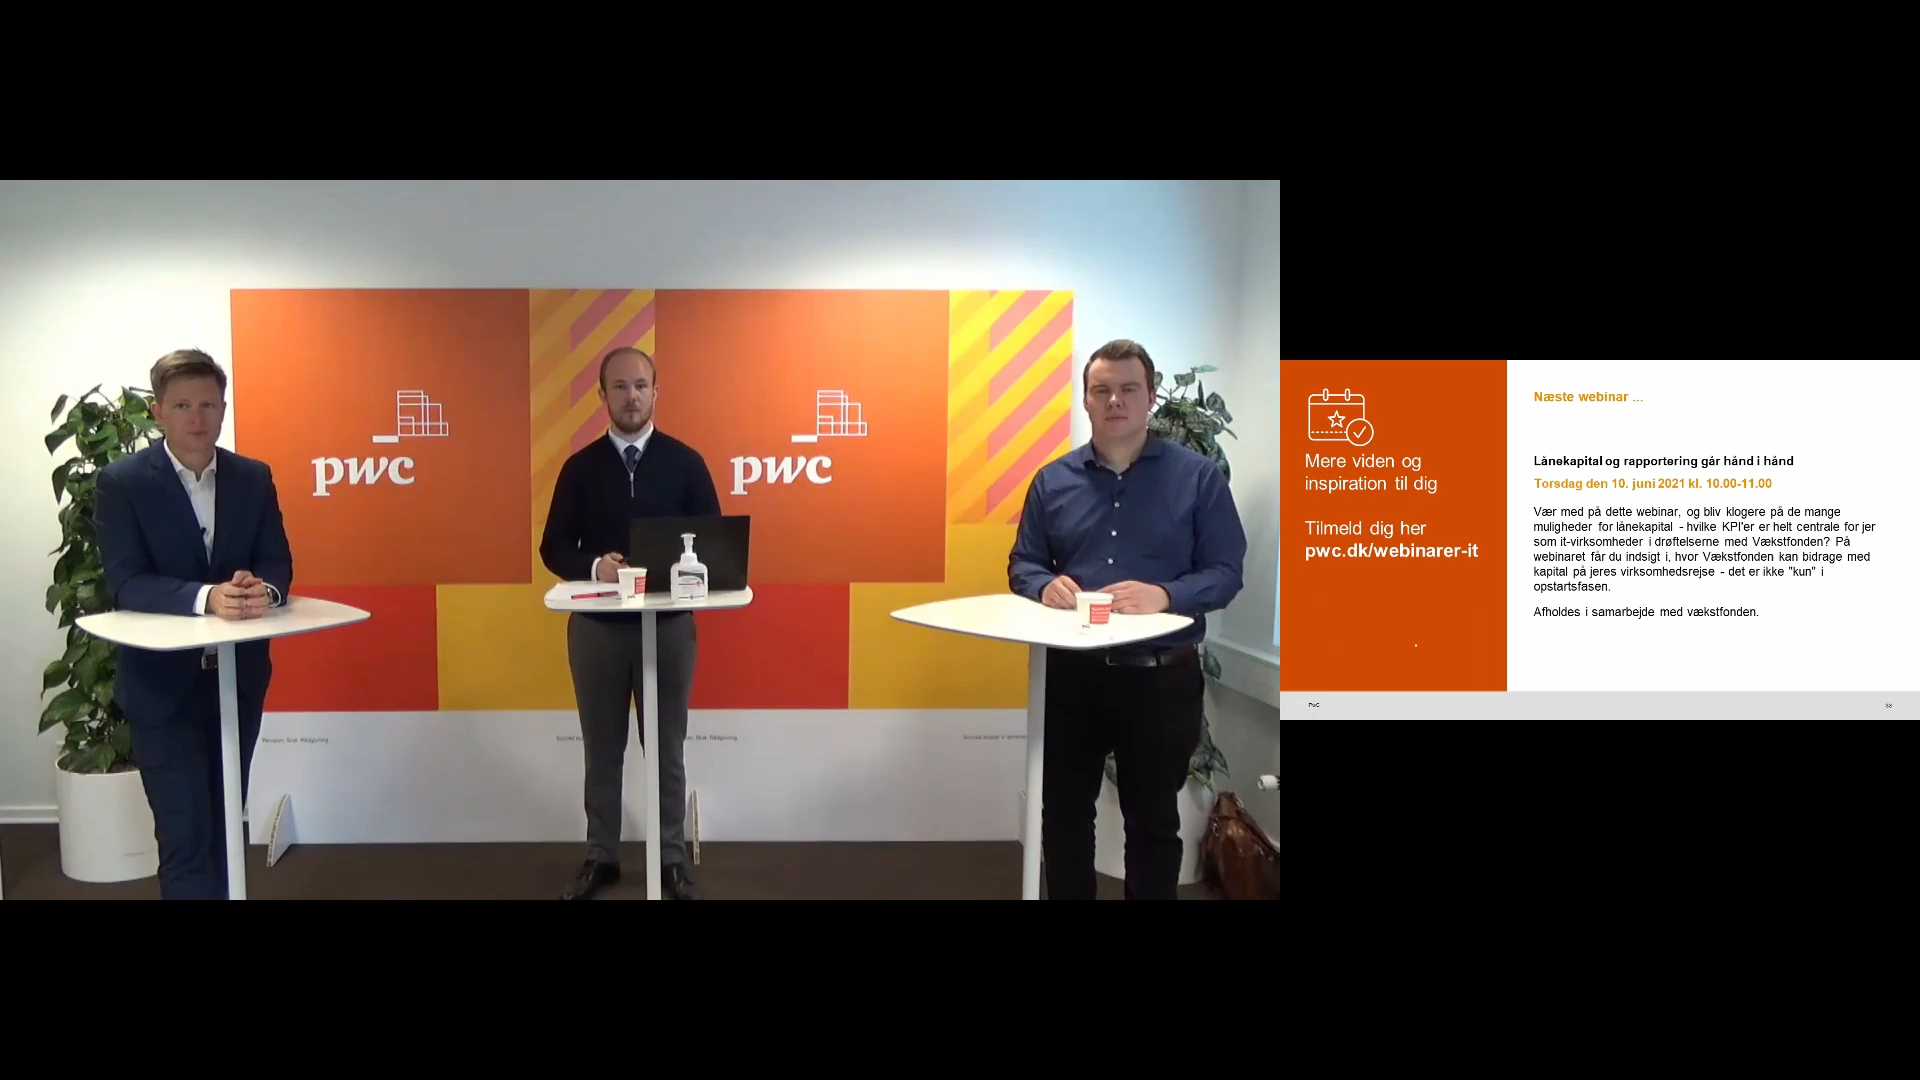 pwc
pwc
Revision. Skat. Rådgivning.
Mere viden og
inspiration til dig
Tilmeld dig her
pwc.dk/webinarer-it
Næste webinar ...
Lånekapital og rapportering går hånd i hånd
Torsdag den 10. juni 2021 kl. 10.00-11.00
Vær med på dette webinar, og bliv klogere på de mange
muligheder for lånekapital - hvilke KPI'er er helt centrale for jer
som it-virksomheder i drøftelserne med Vækstfonden? På
webinaret får du indsigt i, hvor Vækstfonden kan bidrage med
kapital på jeres virksomhedsrejse - det er ikke "kun" i
opstartsfasen.
Afholdes i samarbejde med vækstfonden.
PwC